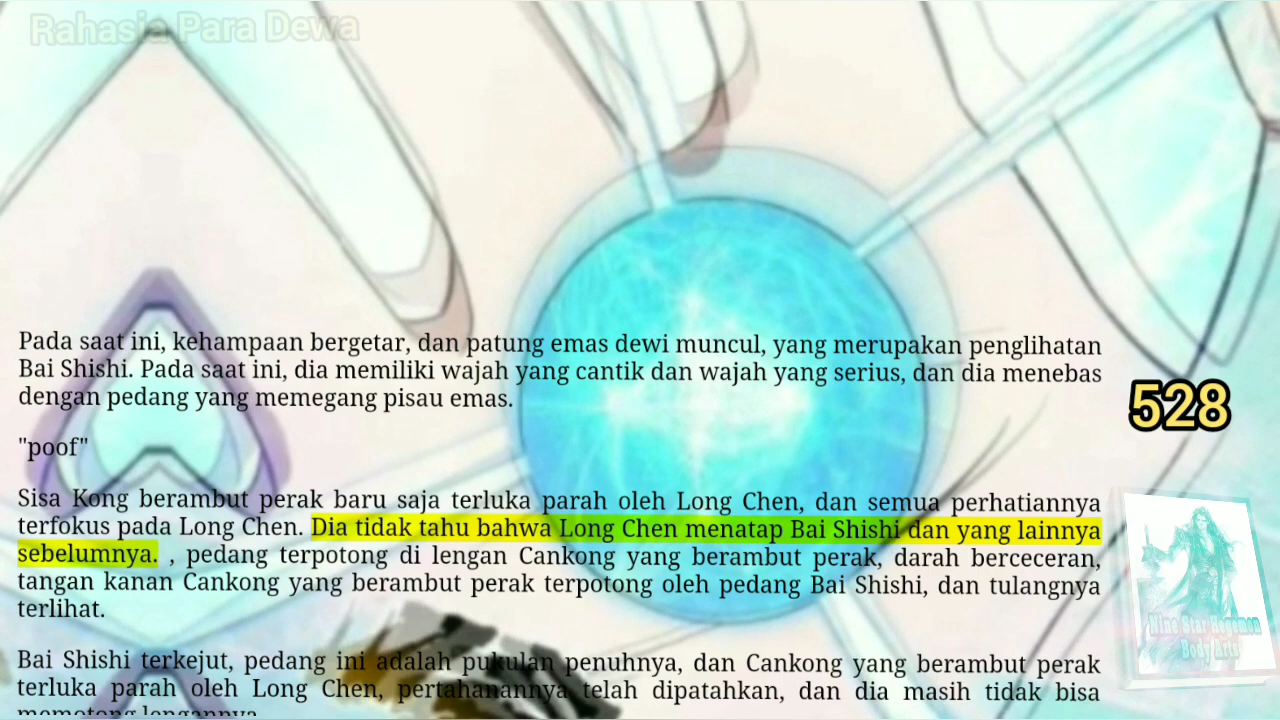 Rahasia Para Dewa
Pada saat ini, kehampaan bergetar, dan patung emas dewi muncul, yang merupakan penglihatan
Bai Shishi. Pada saat ini, dia memiliki wajah yang cantik dan wajah yang serius, dan dia menebas
dengan pedang yang memegang pisau emas.
528
"poof"
Sisa Kong berambut perak baru saja terluka parah oleh Long Chen, dan semua perhatiannya
terfokus pada Long Chen. Dia tidak tahu bahwa Long Chen menatap Bai Shishi dan yang lainnya
sebelumnya. , pedang terpotong di lengan Cankong yang berambut perak, darah berceceran,
tangan kanan Cankong yang berambut perak terpotong oleh pedang Bai Shishi, dan tulangnya
terlihat.
Nine Star Hegemon
Body Arts
Bai Shishi terkejut, pedang ini adalah pukulan penuhnya, dan Cankong yang berambut perak
terluka parah oleh Long Chen, pertahanannya telah dipatahkan, dan dia masih tidak bisa
memotong lengannya.